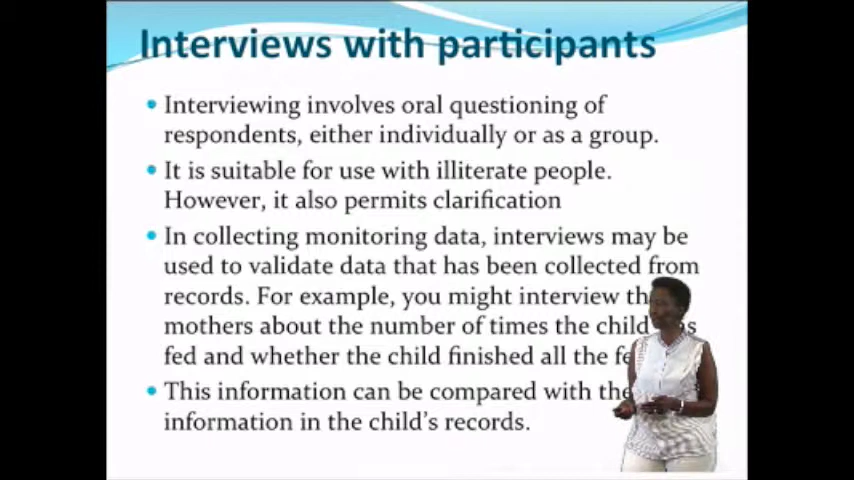 Interviews with participants
• Interviewing involves oral questioning of
respondents, either individually or as a group.
• It is suitable for use with illiterate people.
However, it also permits clarification
• In collecting monitoring data, interviews may be
used to validate data that has been collected from
records. For example, you might interview
mothers about the number of times the child
fed and whether the child finished all the
• This information can be compared with the
information in the child's records.